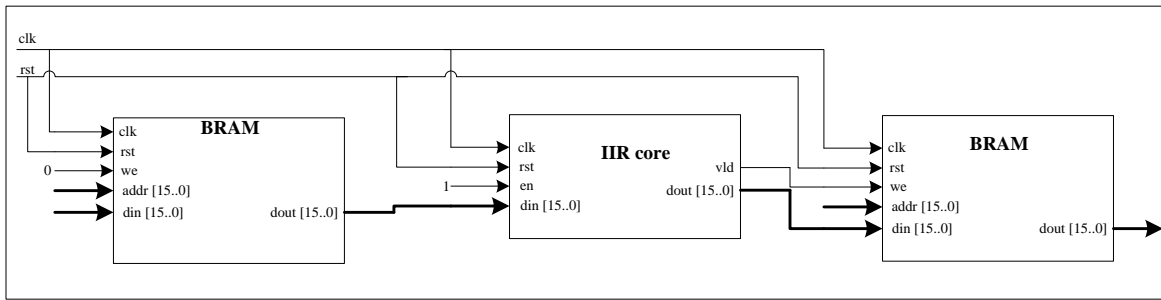 clk
rst
BRAM
clk
rst
0 we
addr [15..0]
din [15..0] dout [15..0]
IIR core
clk
rst vld
1 en
din [15..0] dout [15..0]
BRAM
clk
rst
we
addr [15..0]
din [15..0] dout [15..0]